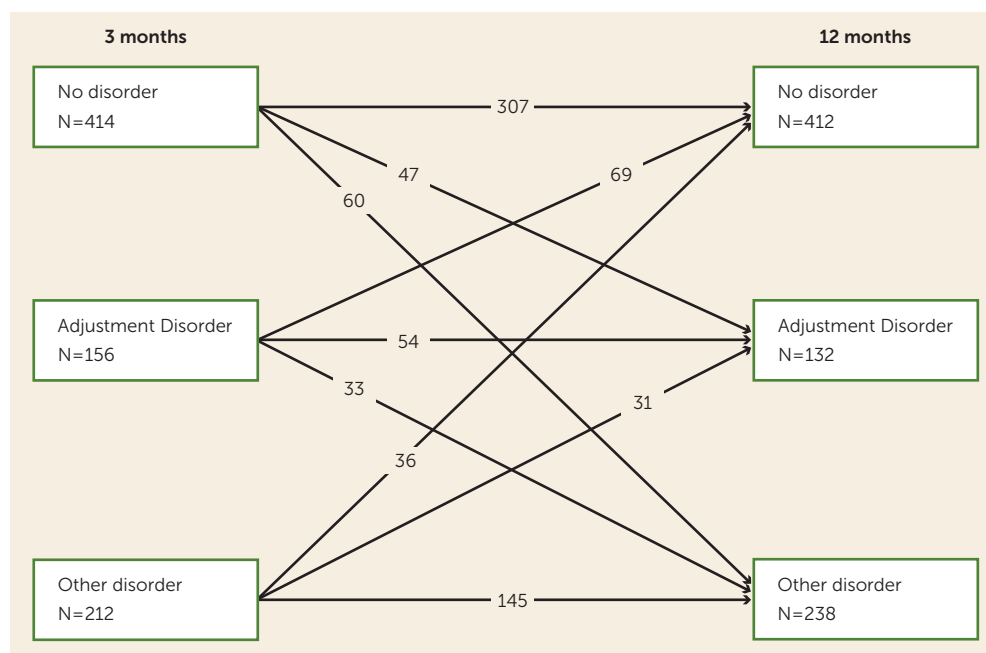 3 months
12 months
No disorder
N=414
307
No disorder
N=412
47
69
60
Adjustment Disorder
N=156
54
Adjustment Disorder
N=132
33
31
36
Other disorder
N=212
145
Other disorder
N=238